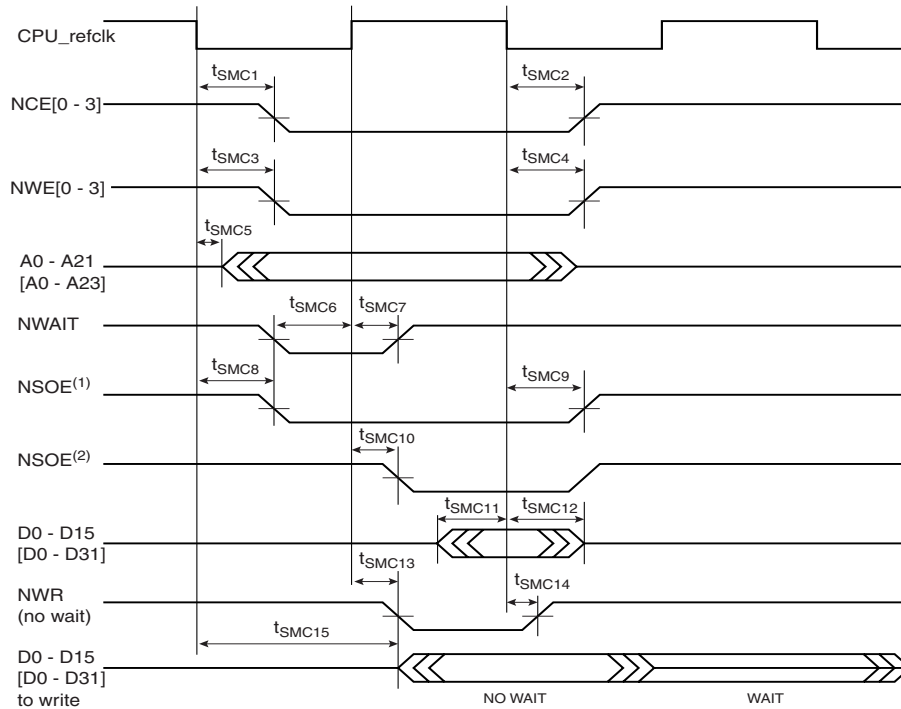 CPU_refclk
tSMC1
tSMC2
NCE[0 - 3]
tSMC3
tSMC4
NWE[0 - 3]
tSMC5
A0 - A21
[A0 - A23]
tSMC6
tSMC7
NWAIT
tSMC8
tSMC9
NSOE(1)
tSMC10
NSOE(2)
tSMC11
tSMC12
D0 - D15
[D0 - D31]
tSMC13
tSMC14
NWR
(no wait)
tSMC15
D0 - D15
[D0 - D31]
to write
NO WAIT
WAIT